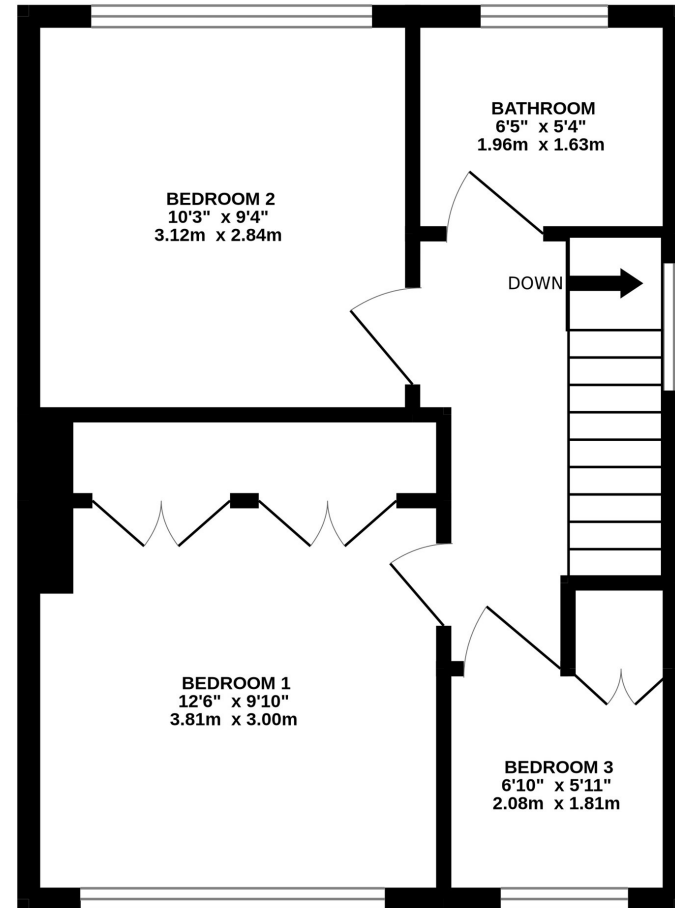 BATHROOM
6'5" x 5'4"
1.96m x 1.63m
BEDROOM 2
10'3" x 9'4"
3.12m x 2.84m
DOWN
BEDROOM 1
12'6" x 9'10"
3.81m x 3.00m
BEDROOM 3
6'10" x 5'11"
2.08m x 1.81m